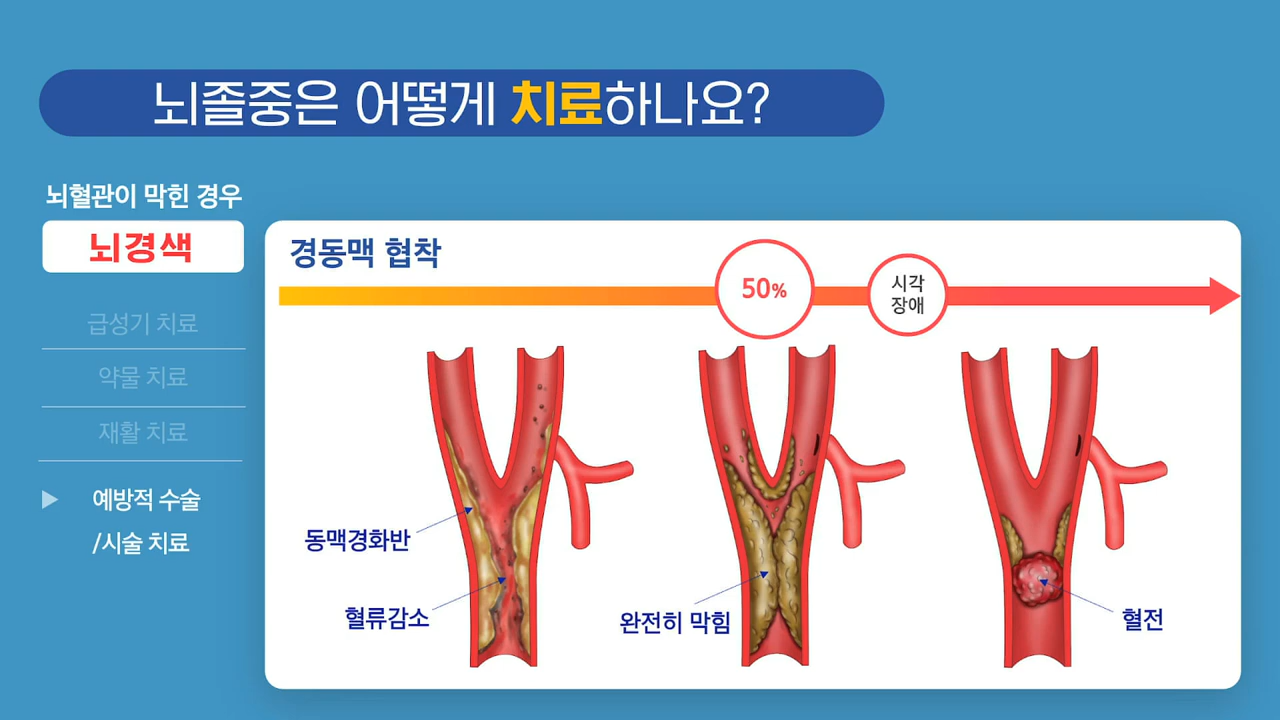 뇌졸중은 어떻게 치료하나요?
뇌혈관이 막힌 경우
뇌경색
급성기 치료
약물 치료
재활 치료
예방적 수술
/시술 치료
경동맥 협착
50%
시각
장애
동맥경화반
혈류감소
완전히 막힘
혈전